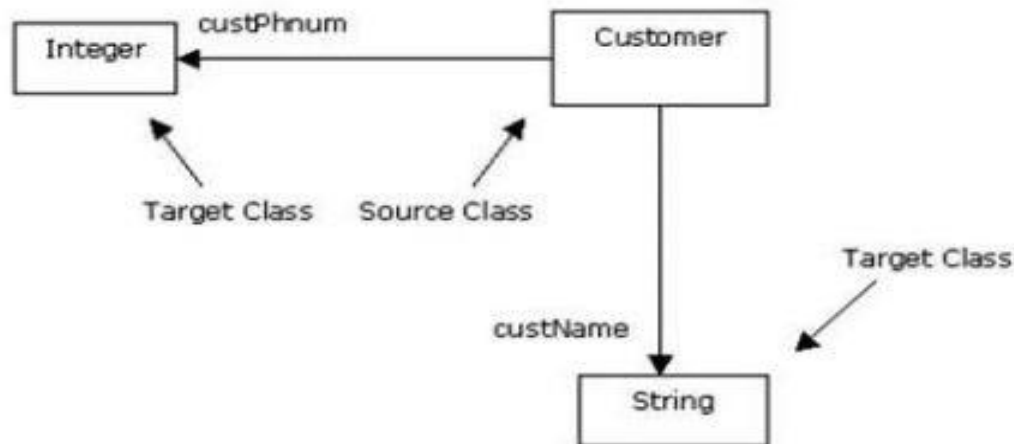 custPhnum
Integer
Customer
Target Class
Source Class
Target Class
custName
String